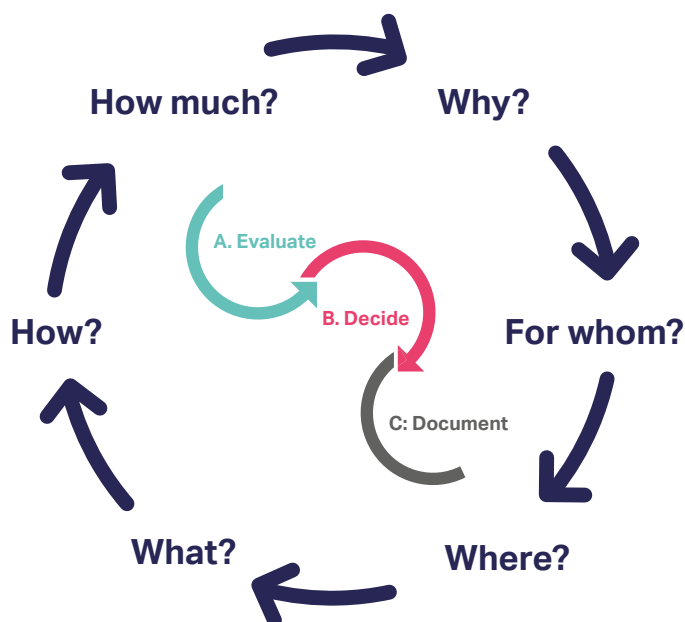 How much?
Why?
A. Evaluate
B. Decide
How?
For whom?
C: Document
What?
Where?